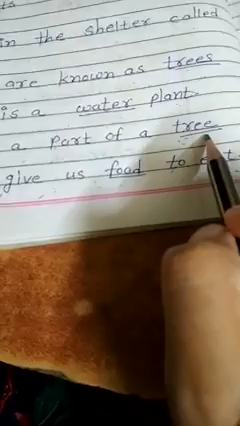 in the shelter called
are known as trees
is a water plant
a part of a tree
give us food to